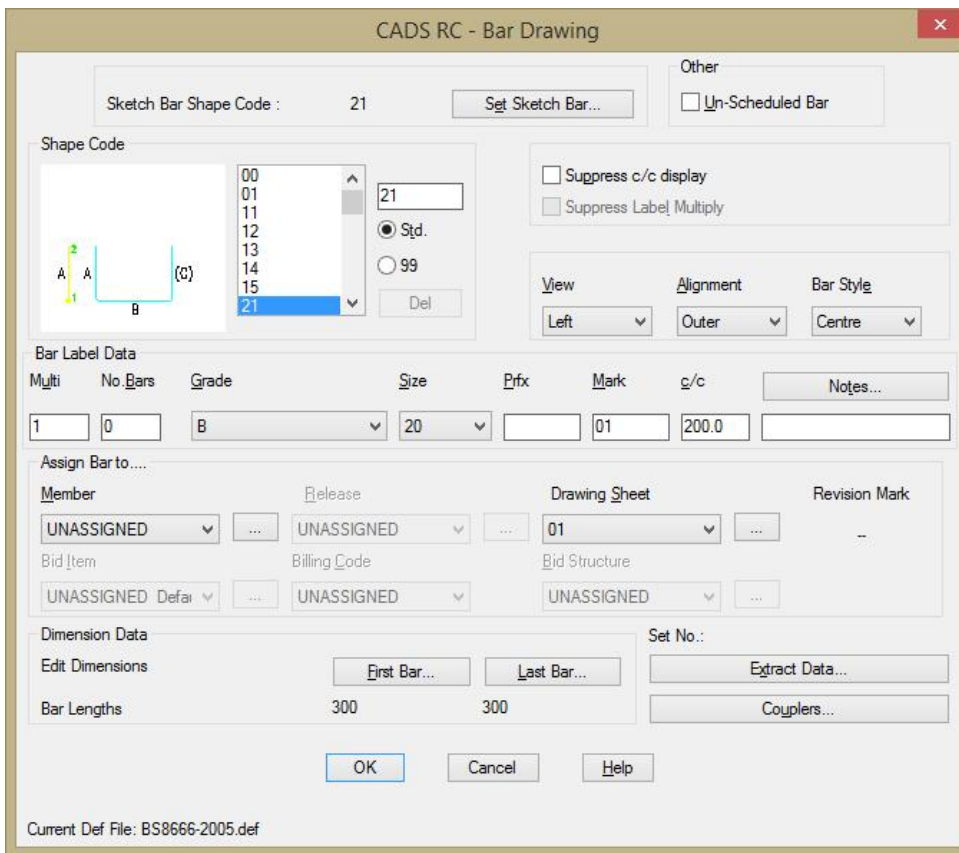 CADS RC - Bar Drawing
Other
Sketch Bar Shape Code : 21 Set Sketch Bar...
Un-Scheduled Bar
Shape Code
00
01
11
12
13
14
15
21
21
Std.
99
Del
2
A A (C)
1
B
Suppress c/c display
Suppress Label Multiply
View Alignment Bar Style
Left Outer Centre
Bar Label Data
Multi No.Bars Grade Size Prfx Mark c/c Notes...
1 0 B 20 01 200.0
Assign Bar to....
Member Release Drawing Sheet Revision Mark
UNASSIGNED ... UNASSIGNED ... 01 ... --
Bid Item Billing Code Bid Structure
UNASSIGNED Defai ... UNASSIGNED UNASSIGNED ...
Dimension Data Set No.:
Edit Dimensions First Bar... Last Bar... Extract Data...
Bar Lengths 300 300 Couplers...
OK Cancel Help
Current Def File: BS8666-2005.def